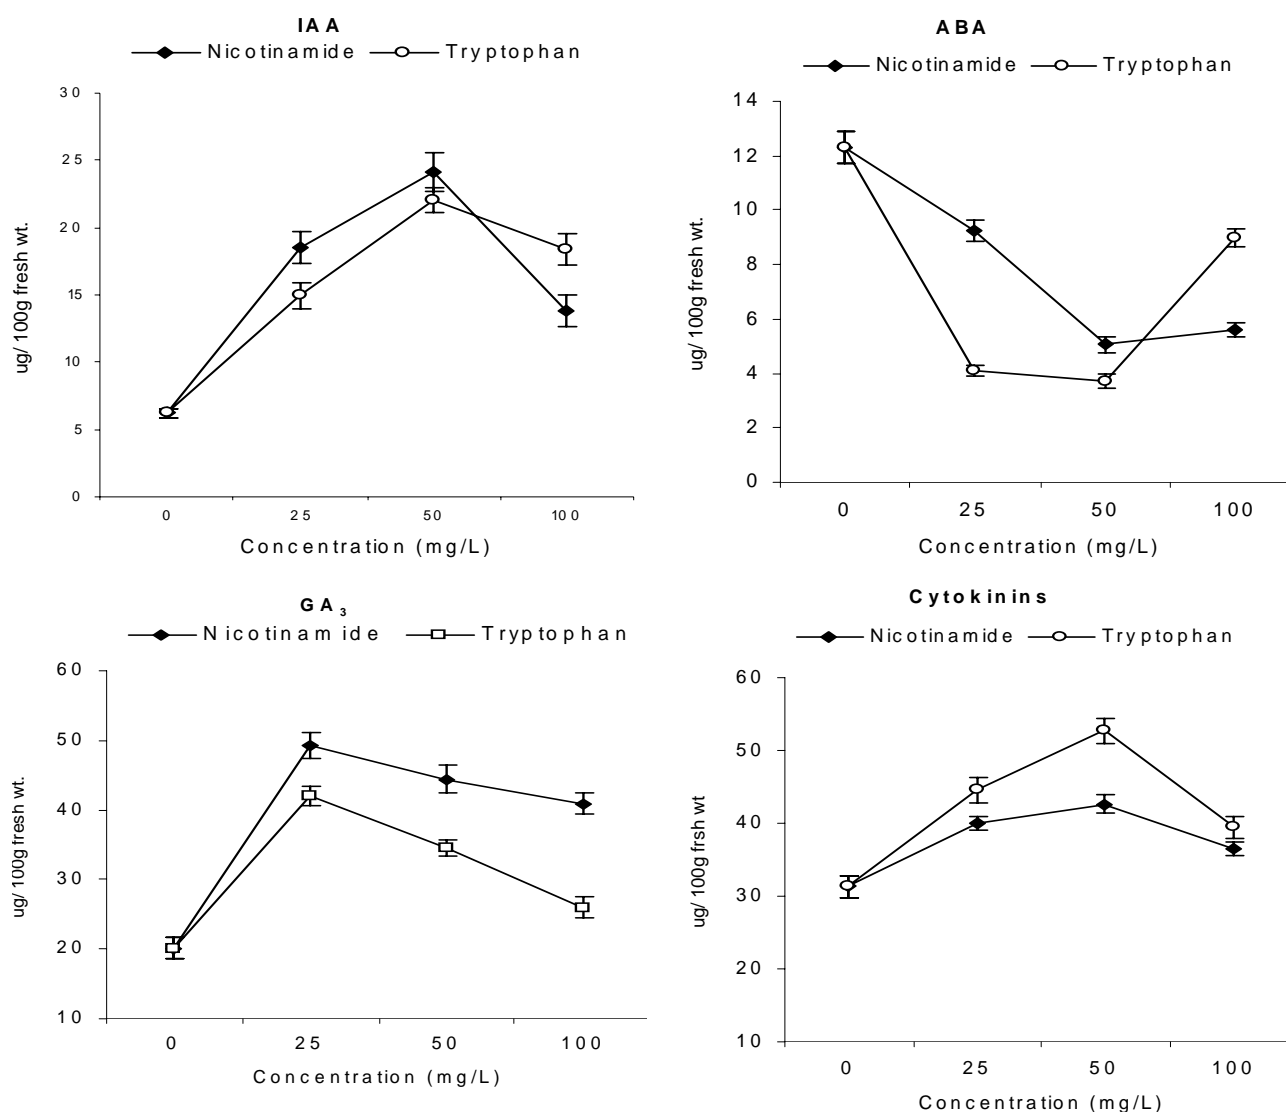 IAA
Nicotinamide Tryptophan
30
25
20
15
10
5
0
ug/ 100g fresh wt.
0 25 50 100
Concentration (mg/L)
ABA
Nicotinamide Tryptophan
14
12
10
8
6
4
2
0
ug/ 100g fresh wt.
0 25 50 100
Concentration (mg/L)
GA3
Nicotinamide Tryptophan
60
50
40
30
20
10
ug/ 100g fresh wt.
0 25 50 100
Concentration (mg/L)
Cytokinins
Nicotinamide Tryptophan
60
50
40
30
20
10
ug/ 100g frsh wt
0 25 50 100
Concentration (mg/L)